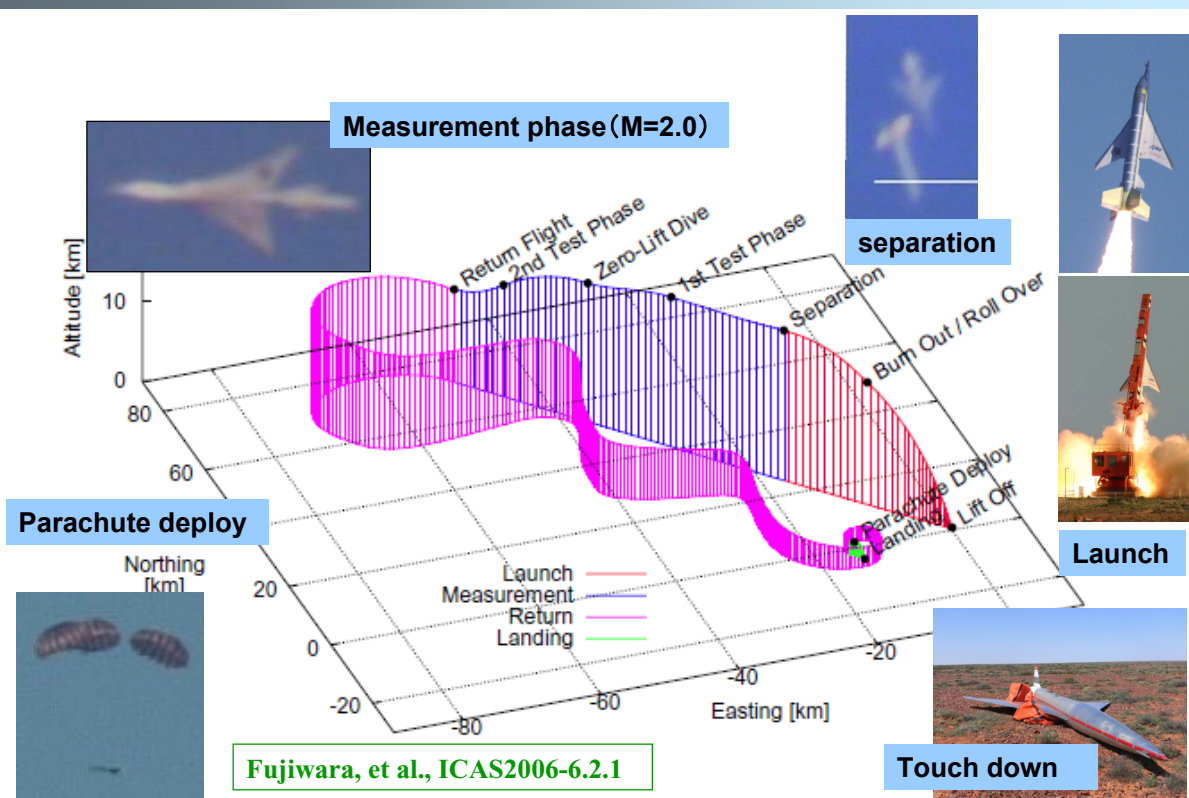 Measurement phase(M=2.0)
separation
Launch
Parachute deploy
Touch down
Altitude [km]
10
0
80
60
20
0
-20
Northing
[km]
-80
-60
-40
-20
Easting [km]
Return Flight
2nd Test Phase
Zero-Lift Dive
1st Test Phase
Separation
Burn Out / Roll Over
Parachute Deploy
Landing
Lift Off
Launch
Measurement
Return
Landing
Fujiwara, et al., ICAS2006-6.2.1